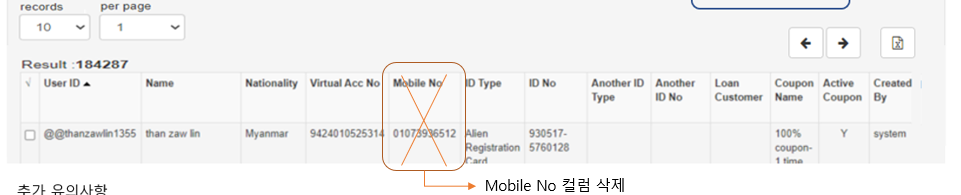 records per page
10 1
Result :184287
√ User ID Name Nationality Virtual Acc No Mobile No ID Type ID No Another ID Type Another ID No Loan Customer Coupon Name Active Coupon Created By
@@thanzawlin1355 than zaw lin Myanmar 9424010525314 01073936512 Alien Registration Card 930517-5760128 100% coupon-1 time Y system
Mobile No 컬럼 삭제
추가 유의사항